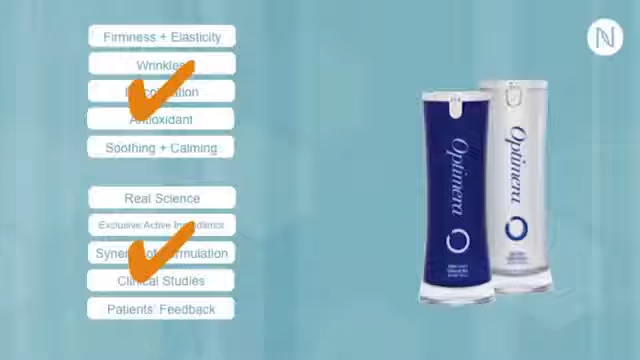 Firmness + Elasticity
Wrinkles
Antioxidant
Soothing + Calming
Real Science
Exclusive Active Ingredients
Clinical Studies
Patients' Feedback
Optimera
Optimera
N